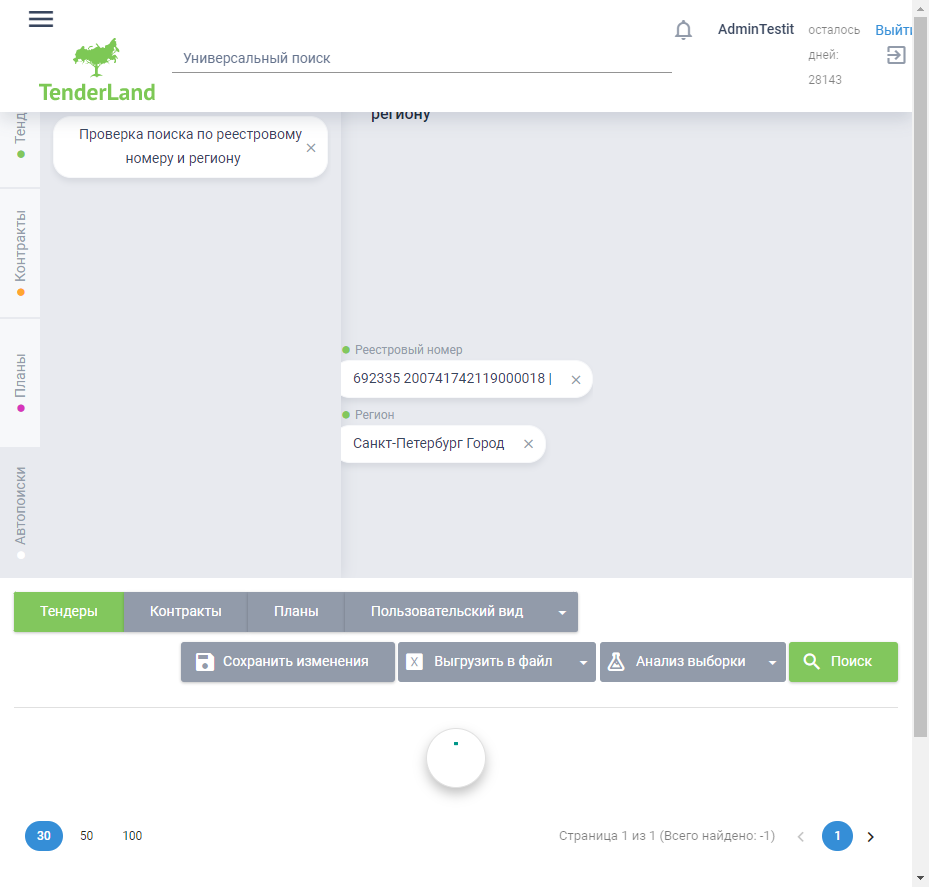 AdminTestit
осталось
дней:
28143
Выйти
Универсальный поиск
TenderLand
региону
Тенд
Проверка поиска по реестровому
номеру и региону
Контракты
Планы
Автопоиски
Реестровый номер
692335 200741742119000018 |
Регион
Санкт-Петербург Город
Тендеры
Контракты
Планы
Пользовательский вид
Сохранить изменения
X
Выгрузить в файл
Анализ выборки
Поиск
30
50
100
Страница 1 из 1 (Всего найдено: -1)
1